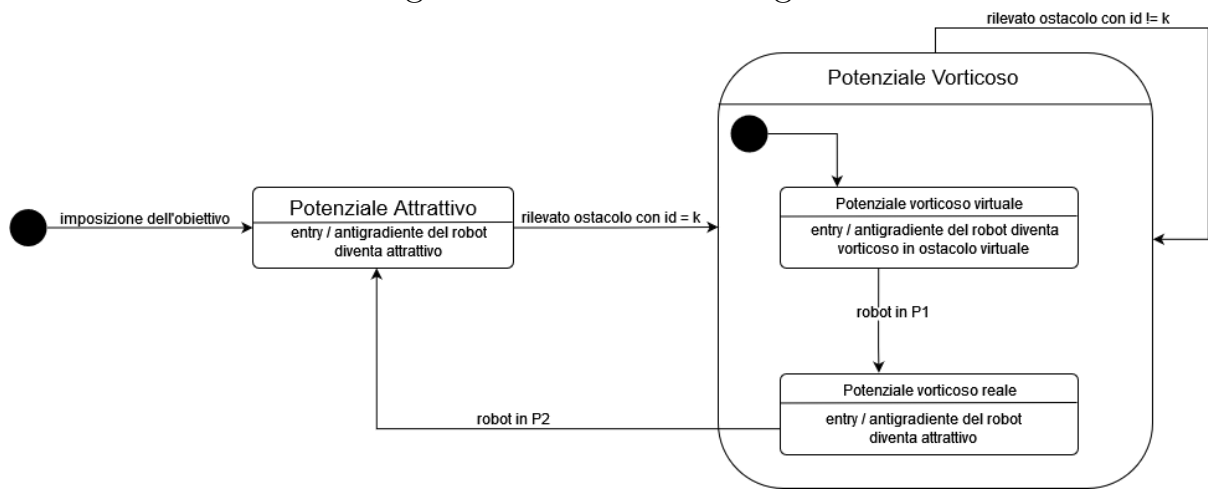 rilevato ostacolo con id != k
Potenziale Vorticoso
imposizione dell'obiettivo
Potenziale Attrattivo
entry / antigradiente del robot
diventa attrattivo
rilevato ostacolo con id = k
Potenziale vorticoso virtuale
entry / antigradiente del robot diventa
vorticoso in ostacolo virtuale
robot in P1
Potenziale vorticoso reale
entry / antigradiente del robot
diventa attrattivo
robot in P2